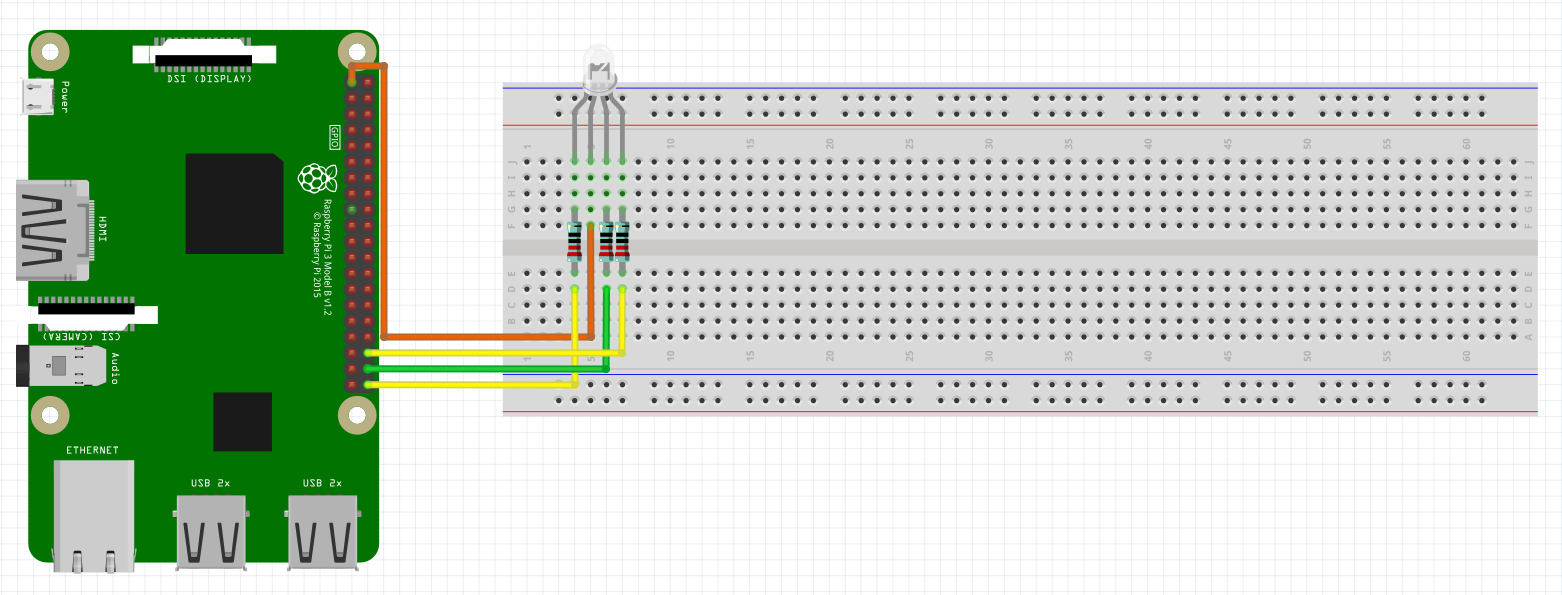 DSI (DISPLAY)
Power
GPIO
HDMI
Raspberry Pi 3 Model B v1.2
© Raspberry Pi 2015
CSI (CAMERA)
Audio
ETHERNET
USB 2x
USB 2x
1 10 15 20 25 30 35 40 45 50 55 60
J J
I I
H H
G G
F F
E E
D D
C C
B B
A A
1 5 10 15 20 25 30 35 40 45 50 55 60